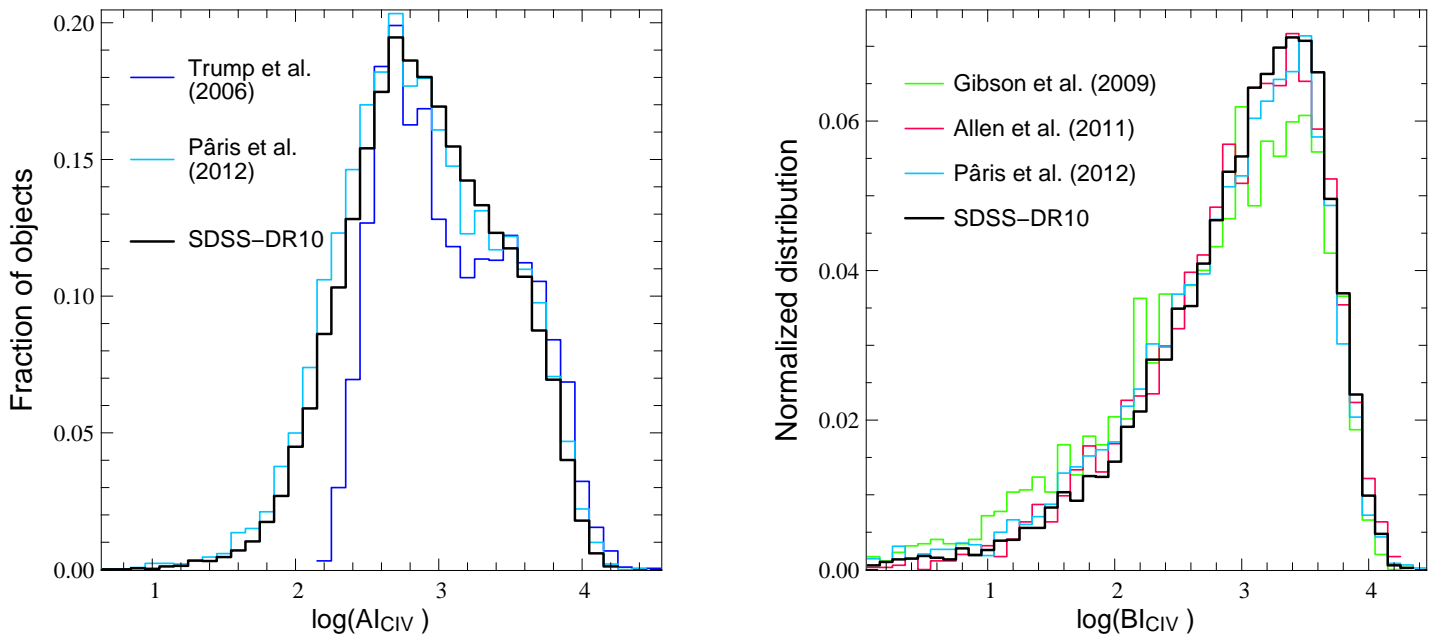 0.20
0.15
0.10
0.05
0.00
Fraction of objects
Trump et al.
(2006)
Pâris et al.
(2012)
SDSS−DR10
1 2 3 4
log(AI_CIV)
0.06
0.04
0.02
0.00
Normalized distribution
Gibson et al. (2009)
Allen et al. (2011)
Pâris et al. (2012)
SDSS−DR10
1 2 3 4
log(BI_CIV)